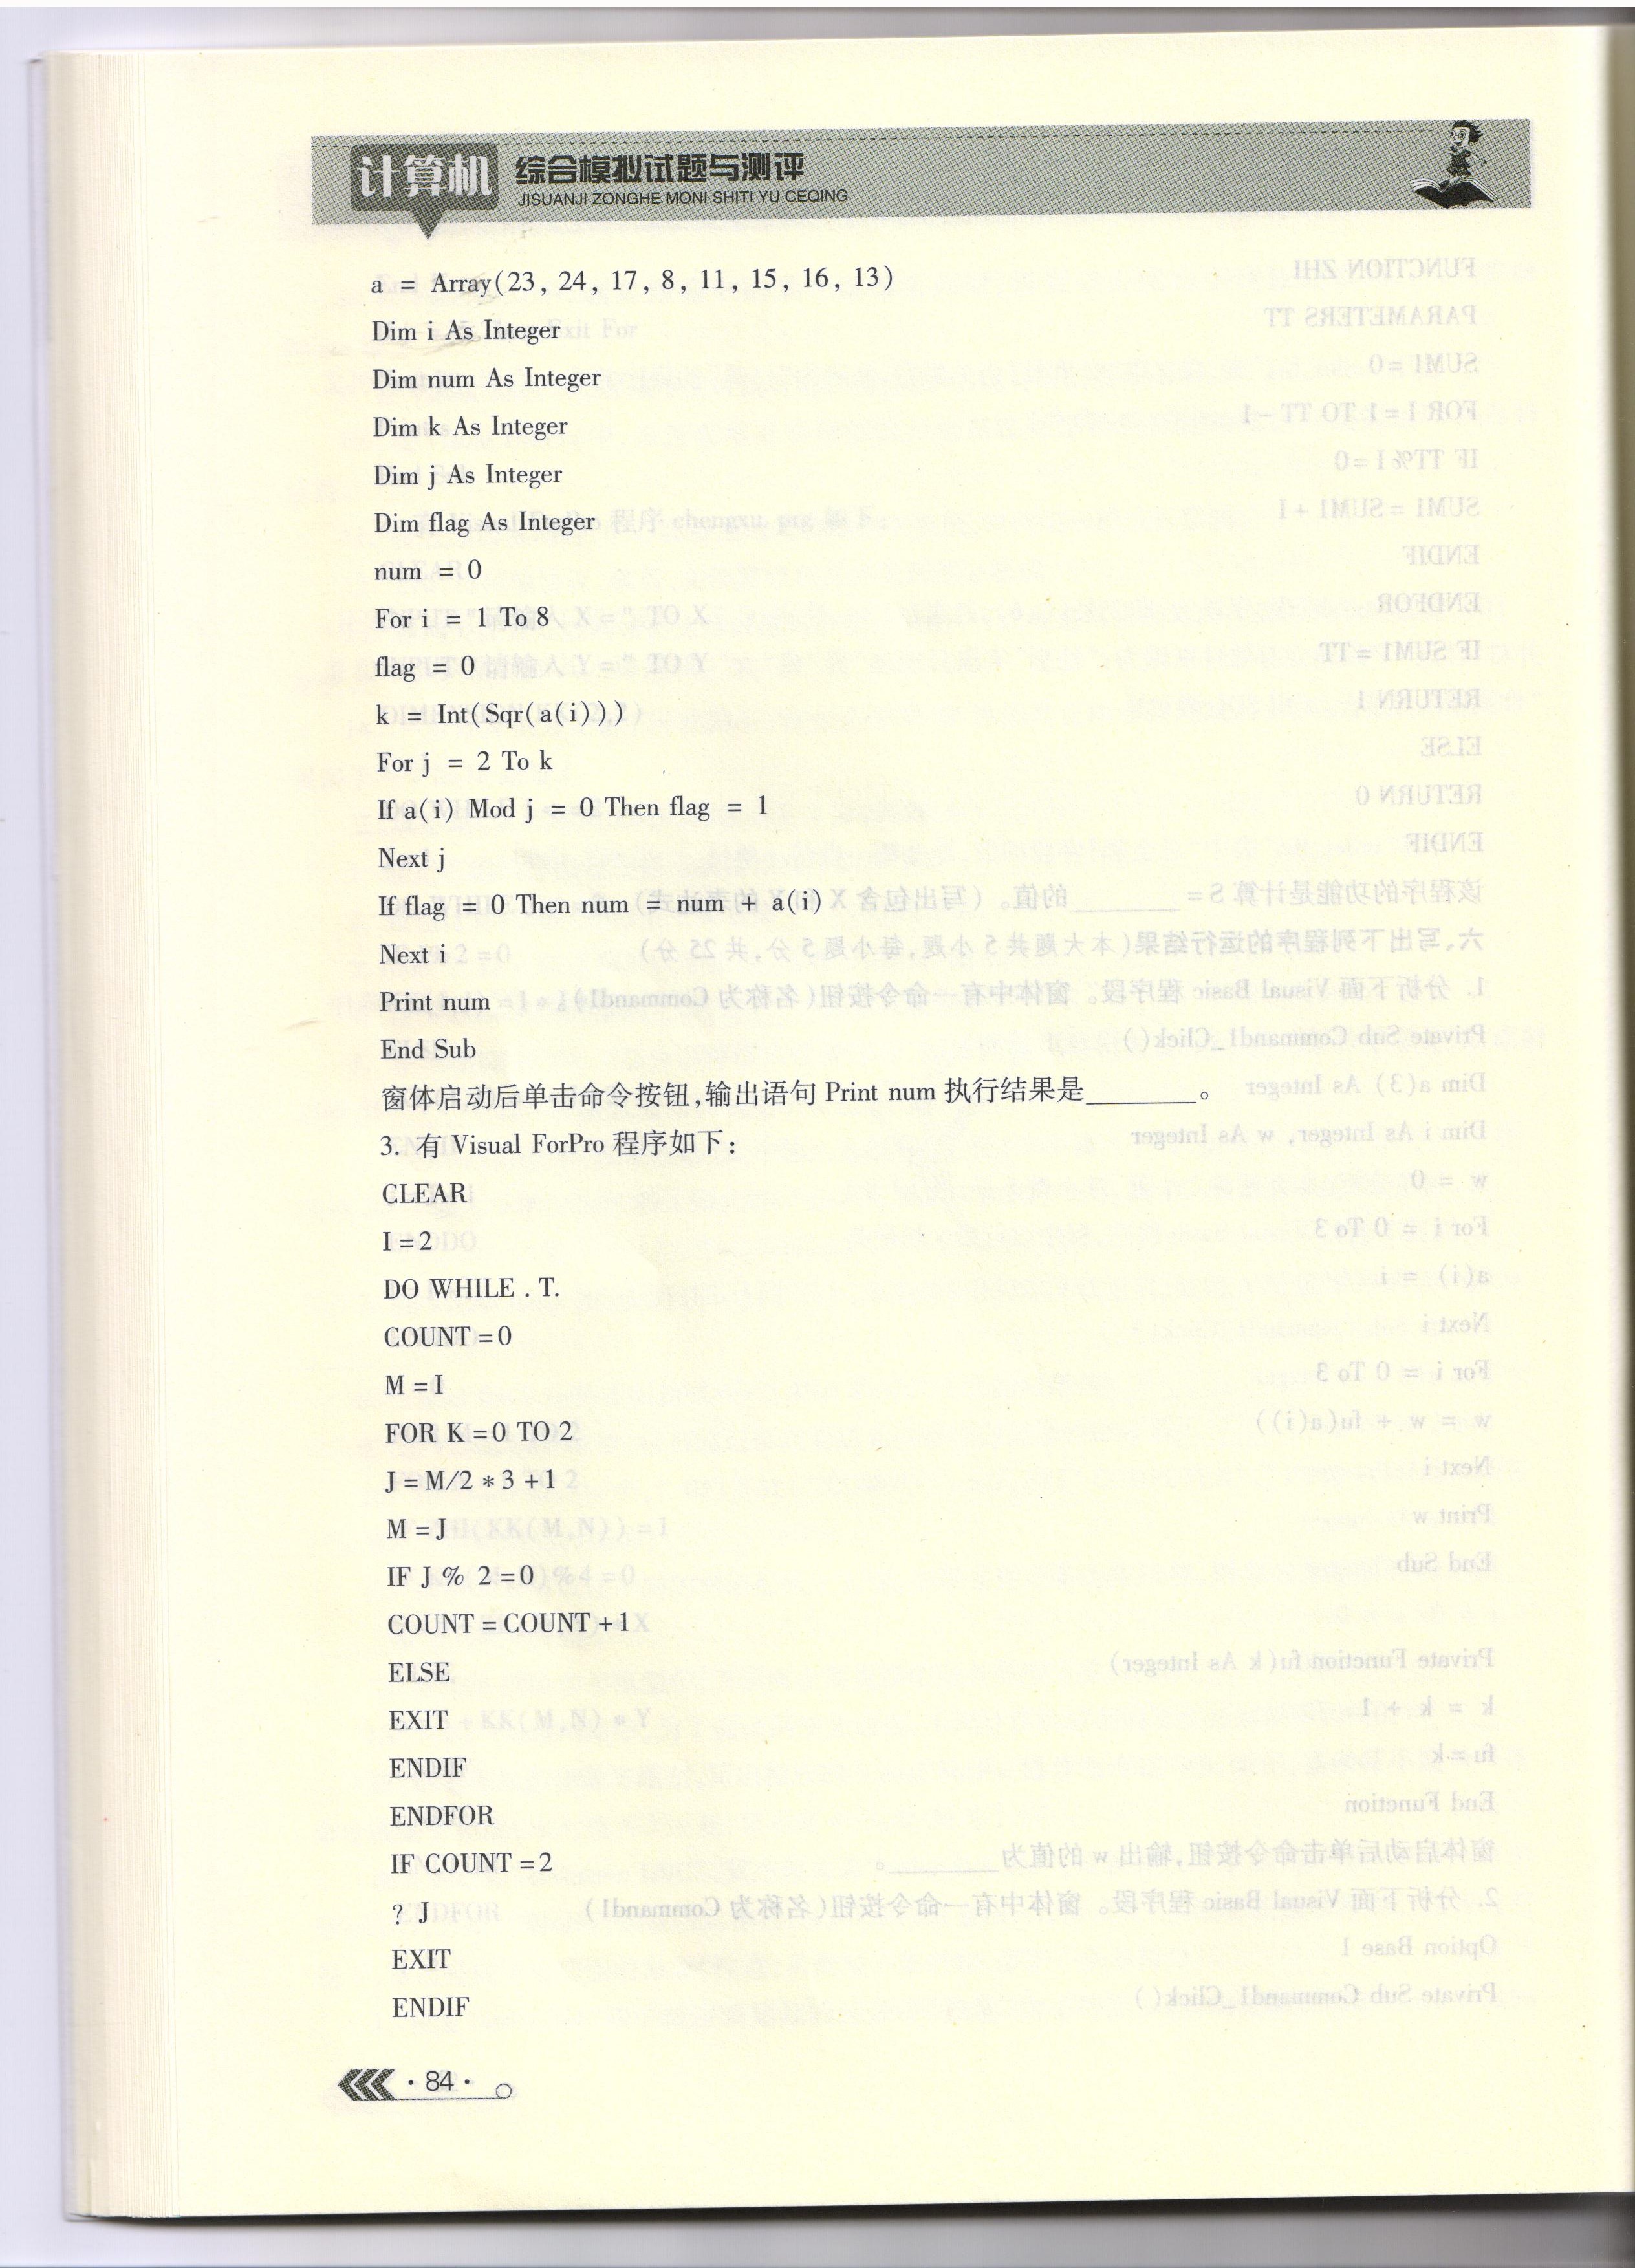 计算机 综合模拟试题与测评
JISUANJI ZONGHE MONI SHITI YU CEQING
a = Array(23, 24, 17, 8, 11, 15, 16, 13)
Dim i As Integer
Dim num As Integer
Dim k As Integer
Dim j As Integer
Dim flag As Integer
num = 0
For i = 1 To 8
flag = 0
k = Int(Sqr(a(i)))
For j = 2 To k
If a(i) Mod j = 0 Then flag = 1
Next j
If flag = 0 Then num = num + a(i)
Next i
Print num
End Sub
窗体启动后单击命令按钮,输出语句 Print num 执行结果是________。
3. 有 Visual ForPro 程序如下:
CLEAR
I=2
DO WHILE .T.
COUNT=0
M=I
FOR K=0 TO 2
J=M/2*3+1
M=J
IF J % 2=0
COUNT=COUNT+1
ELSE
EXIT
ENDIF
ENDFOR
IF COUNT=2
? J
EXIT
ENDIF
·84·